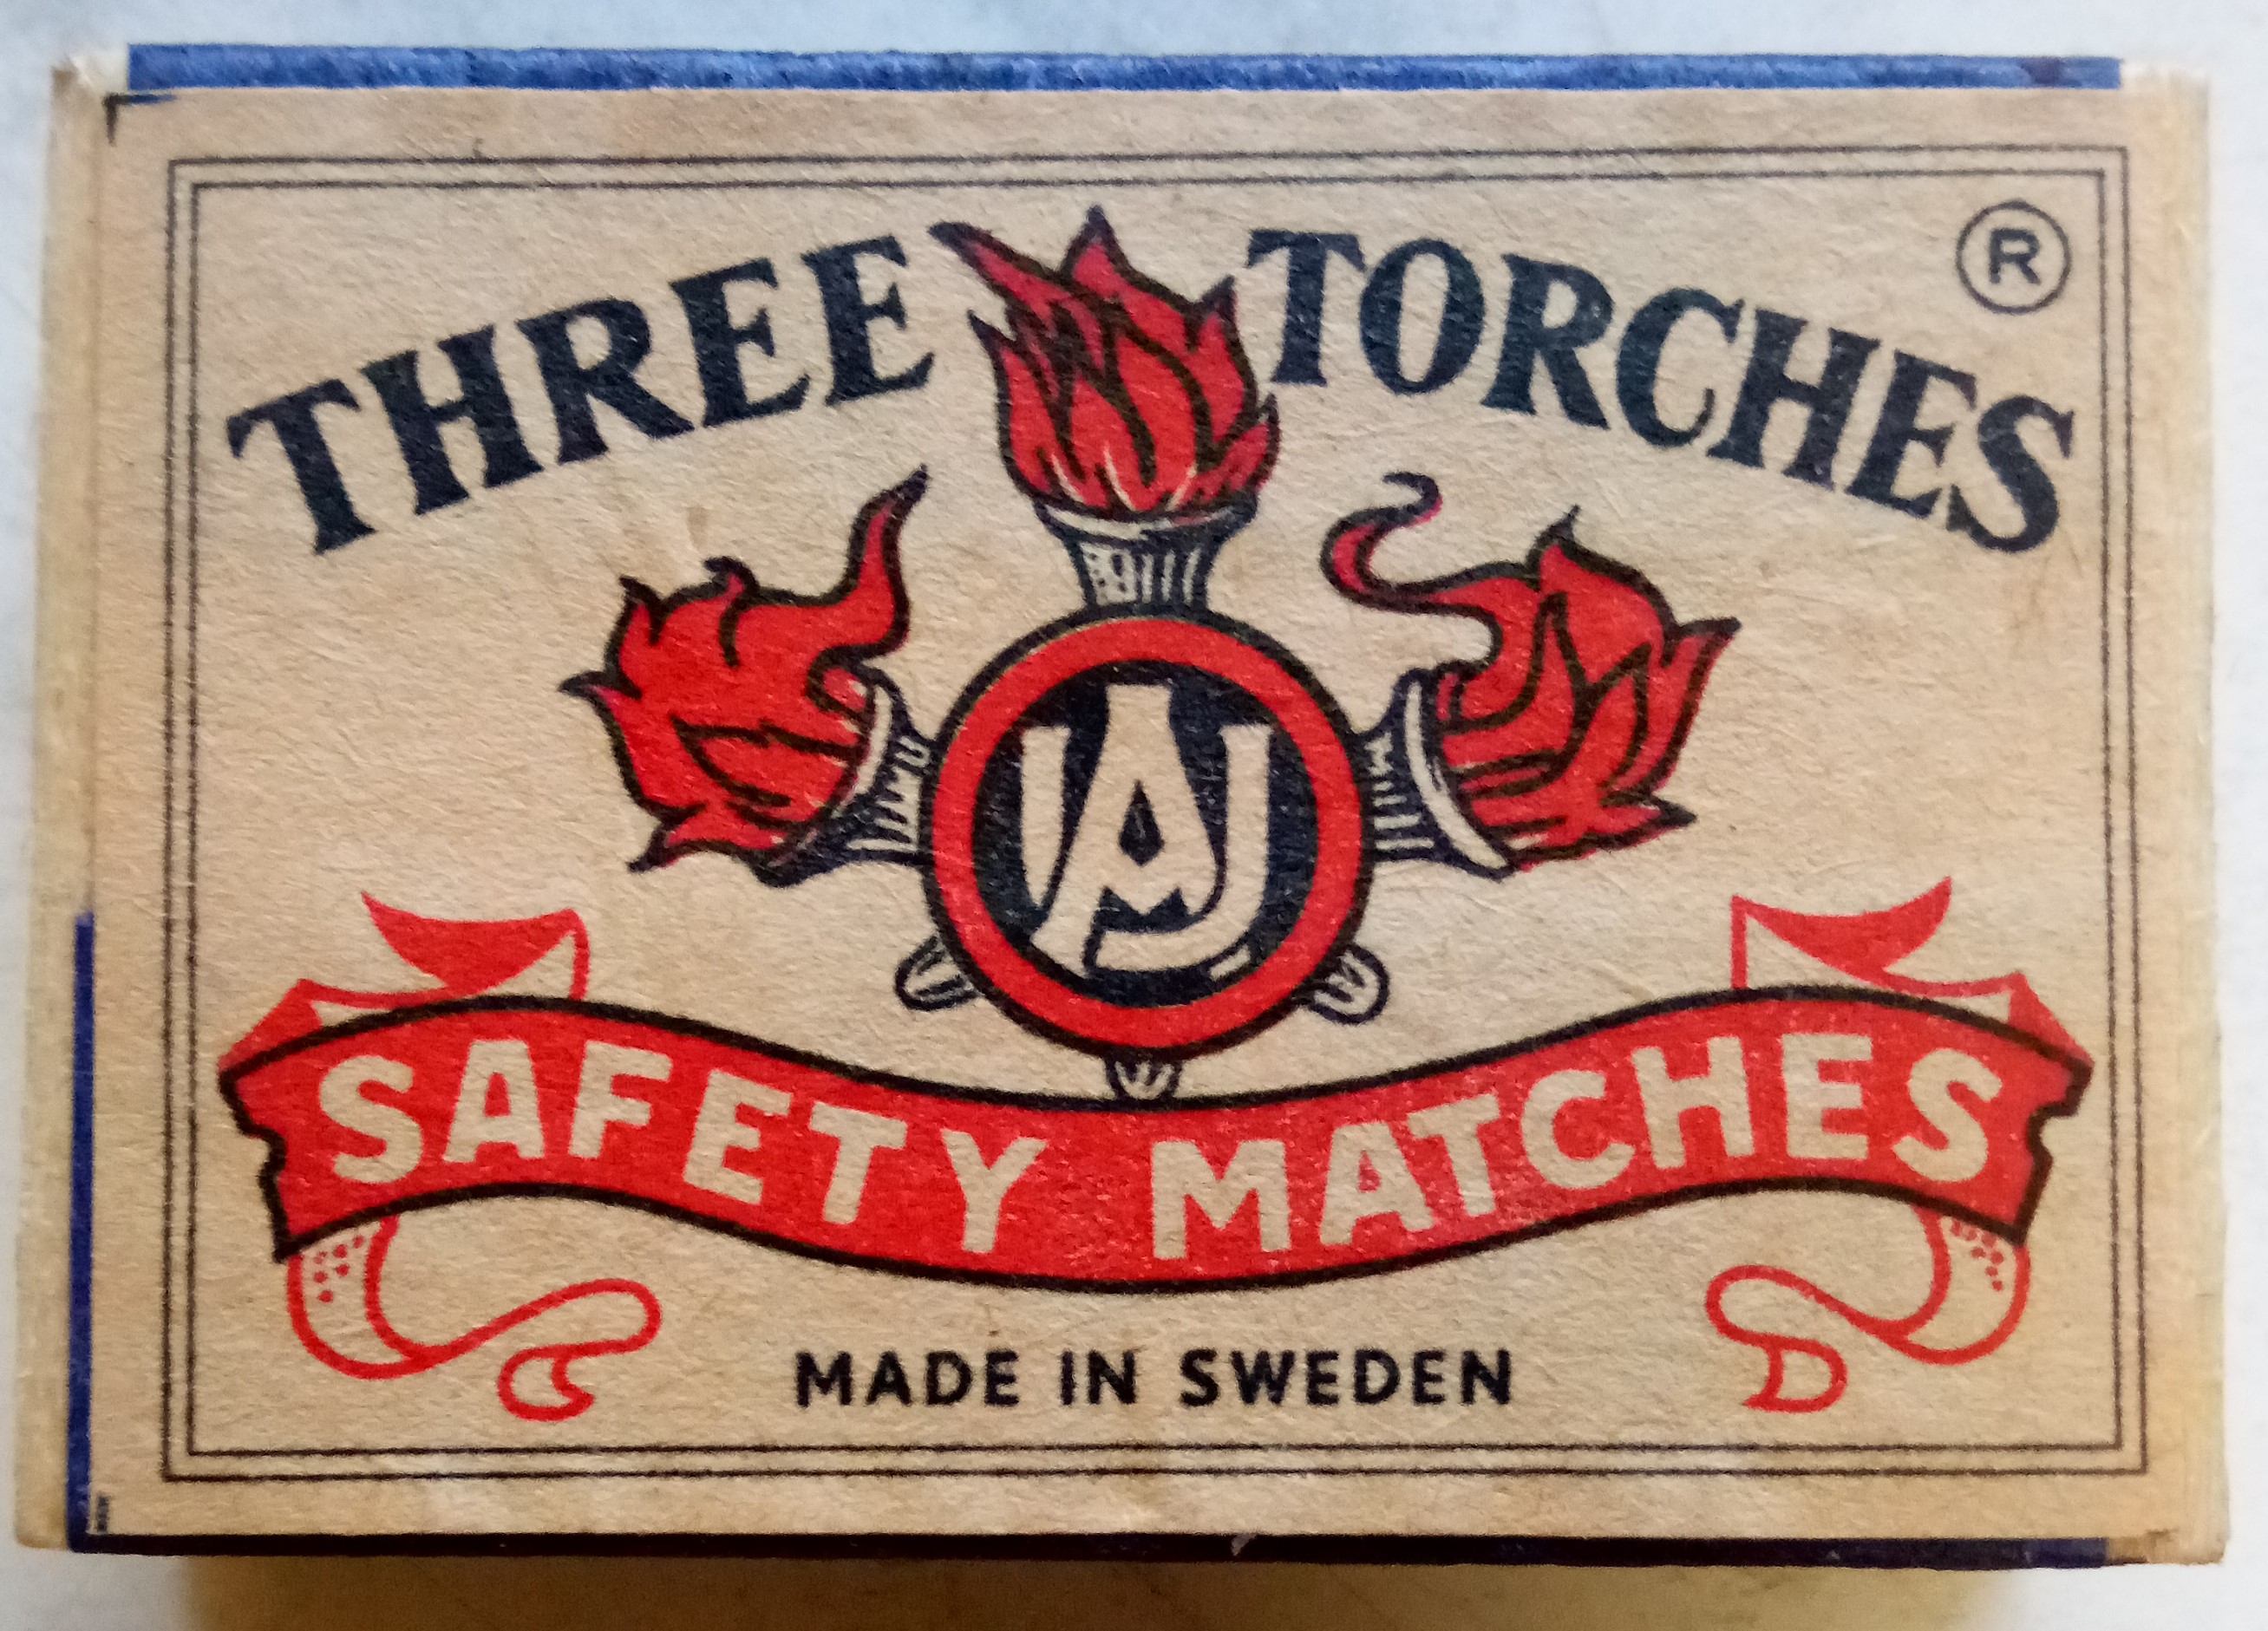 THREE TORCHES ®
IAJ
SAFETY MATCHES
MADE IN SWEDEN